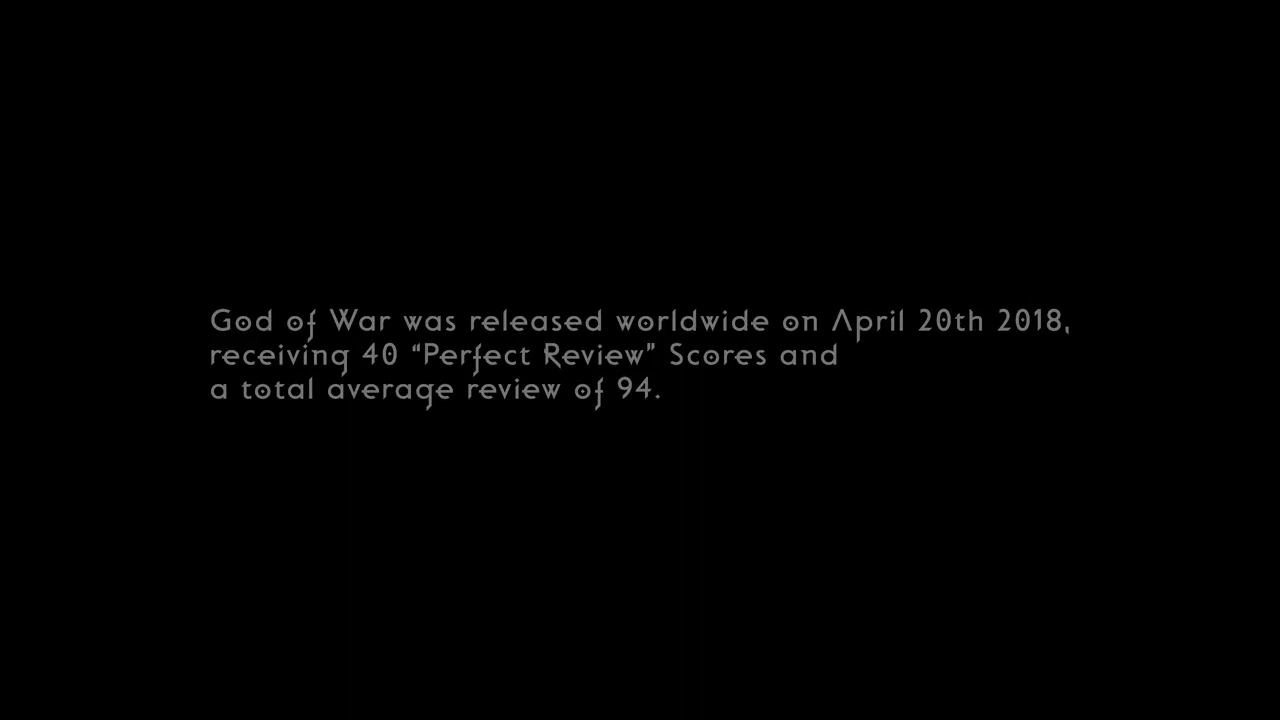 God of War was released worldwide on April 20th 2018,
receiving 40 “Perfect Review” Scores and
a total average review of 94.